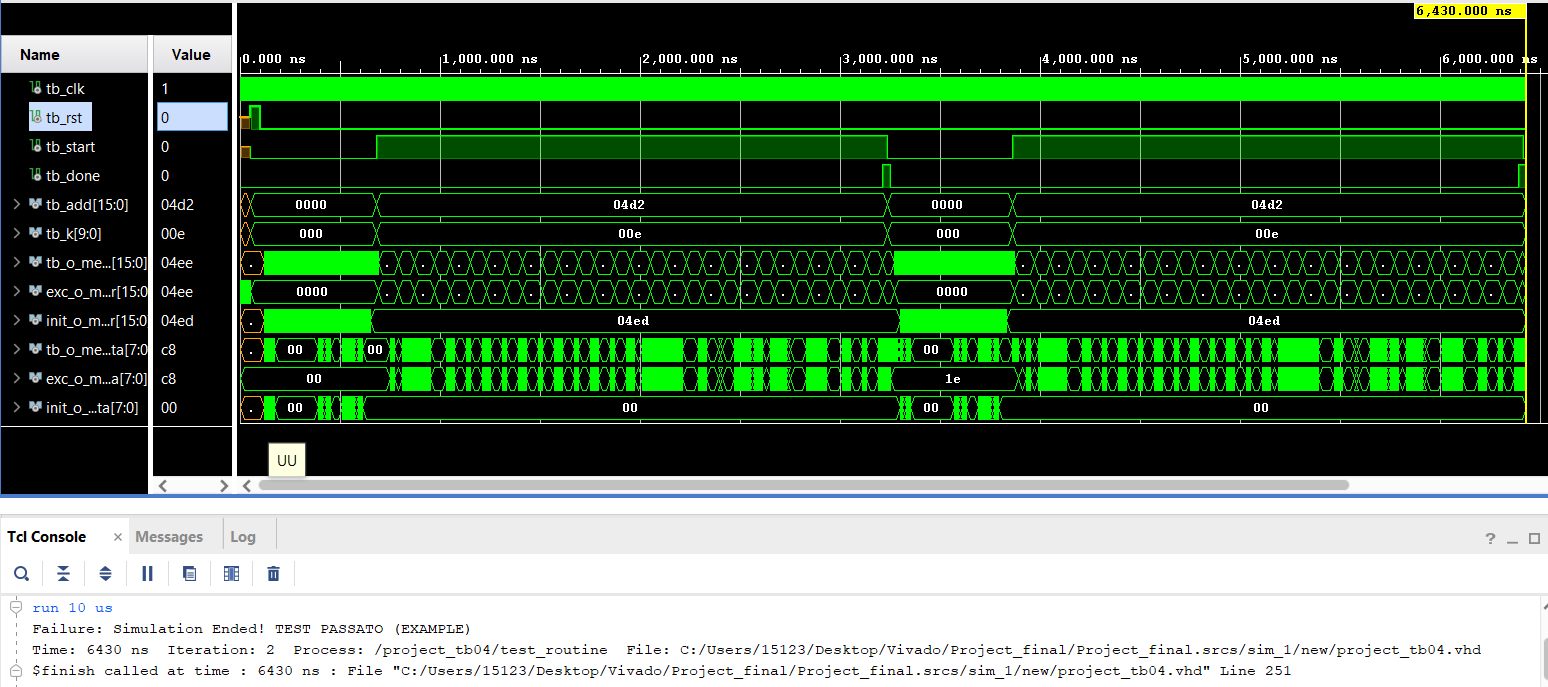 6,430.000 ns
Name Value
0.000 ns 1,000.000 ns 2,000.000 ns 3,000.000 ns 4,000.000 ns 5,000.000 ns 6,000.000 ns
tb_clk 1
tb_rst 0
tb_start 0
tb_done 0
tb_add[15:0] 04d2 0000 04d2 0000 04d2
tb_k[9:0] 00e 000 00e 000 00e
tb_o_me...[15:0] 04ee
exc_o_m...r[15:0 04ee 0000 0000
init_o_m...r[15:0 04ed 04ed 04ed
tb_o_me...ta[7:0 c8 00 00 00
exc_o_m...a[7:0] c8 00 1e
init_o_...ta[7:0] 00 00 00 00 00
UU
Tcl Console × Messages Log
run 10 us
Failure: Simulation Ended! TEST PASSATO (EXAMPLE)
Time: 6430 ns Iteration: 2 Process: /project_tb04/test_routine File: C:/Users/15123/Desktop/Vivado/Project_final/Project_final.srcs/sim_1/new/project_tb04.vhd
$finish called at time : 6430 ns : File "C:/Users/15123/Desktop/Vivado/Project_final/Project_final.srcs/sim_1/new/project_tb04.vhd" Line 251